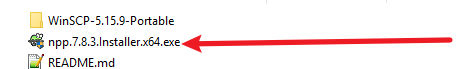 WinSCP-5.15.9-Portable
npp.7.8.3.Installer.x64.exe
README.md